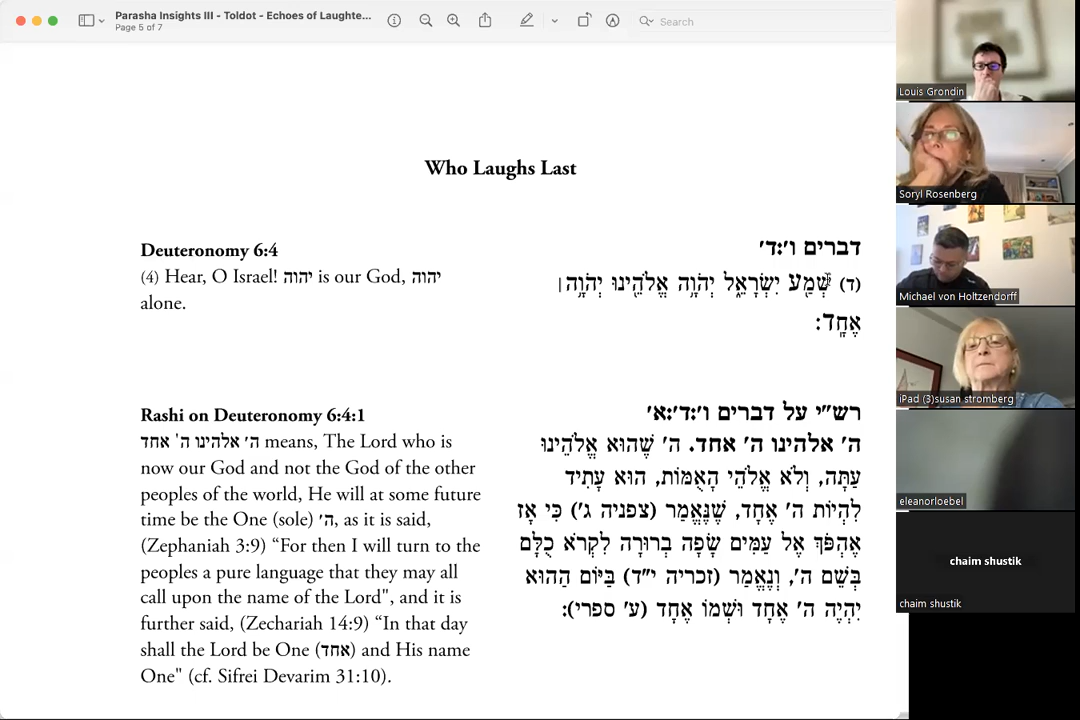 Parasha Insights III - Toldot - Echoes of Laughte...
Page 5 of 7
Search
Who Laughs Last
Deuteronomy 6:4
(4) Hear, O Israel! יהוה is our God, יהוה
alone.
דברים ו׳:ד׳
(ד) שְׁמַ֖ע יִשְׂרָאֵ֑ל יְהֹוָ֥ה אֱלֹהֵ֖ינוּ יְהֹוָ֥ה ׀
אֶחָֽד׃
Rashi on Deuteronomy 6:4:1
ה׳ אלהינו ה' אחד means, The Lord who is
now our God and not the God of the other
peoples of the world, He will at some future
time be the One (sole) ה׳, as it is said,
(Zephaniah 3:9) “For then I will turn to the
peoples a pure language that they may all
call upon the name of the Lord", and it is
further said, (Zechariah 14:9) “In that day
shall the Lord be One (אחד) and His name
One" (cf. Sifrei Devarim 31:10).
רש״י על דברים ו׳:ד׳:א׳
ה׳ אלהינו ה׳ אחד. ה׳ שֶׁהוּא אֱלֹהֵינוּ
עַתָּה, וְלֹא אֱלֹהֵי הָאֻמּוֹת, הוּא עָתִיד
לִהְיוֹת ה׳ אֶחָד, שֶׁנֶּאֱמַר (צפניה ג׳) כִּי אָז
אֶהְפֹּךְ אֶל עַמִּים שָׂפָה בְרוּרָה לִקְרֹא כֻלָּם
בְּשֵׁם ה׳, וְנֶאֱמַר (זכריה י״ד) בַּיּוֹם הַהוּא
יִהְיֶה ה׳ אֶחָד וּשְׁמוֹ אֶחָד (ע׳ ספרי):
Louis Grondin
Soryl Rosenberg
Michael von Holtzendorff
iPad (3)susan stromberg
eleanorloebel
chaim shustik
chaim shustik